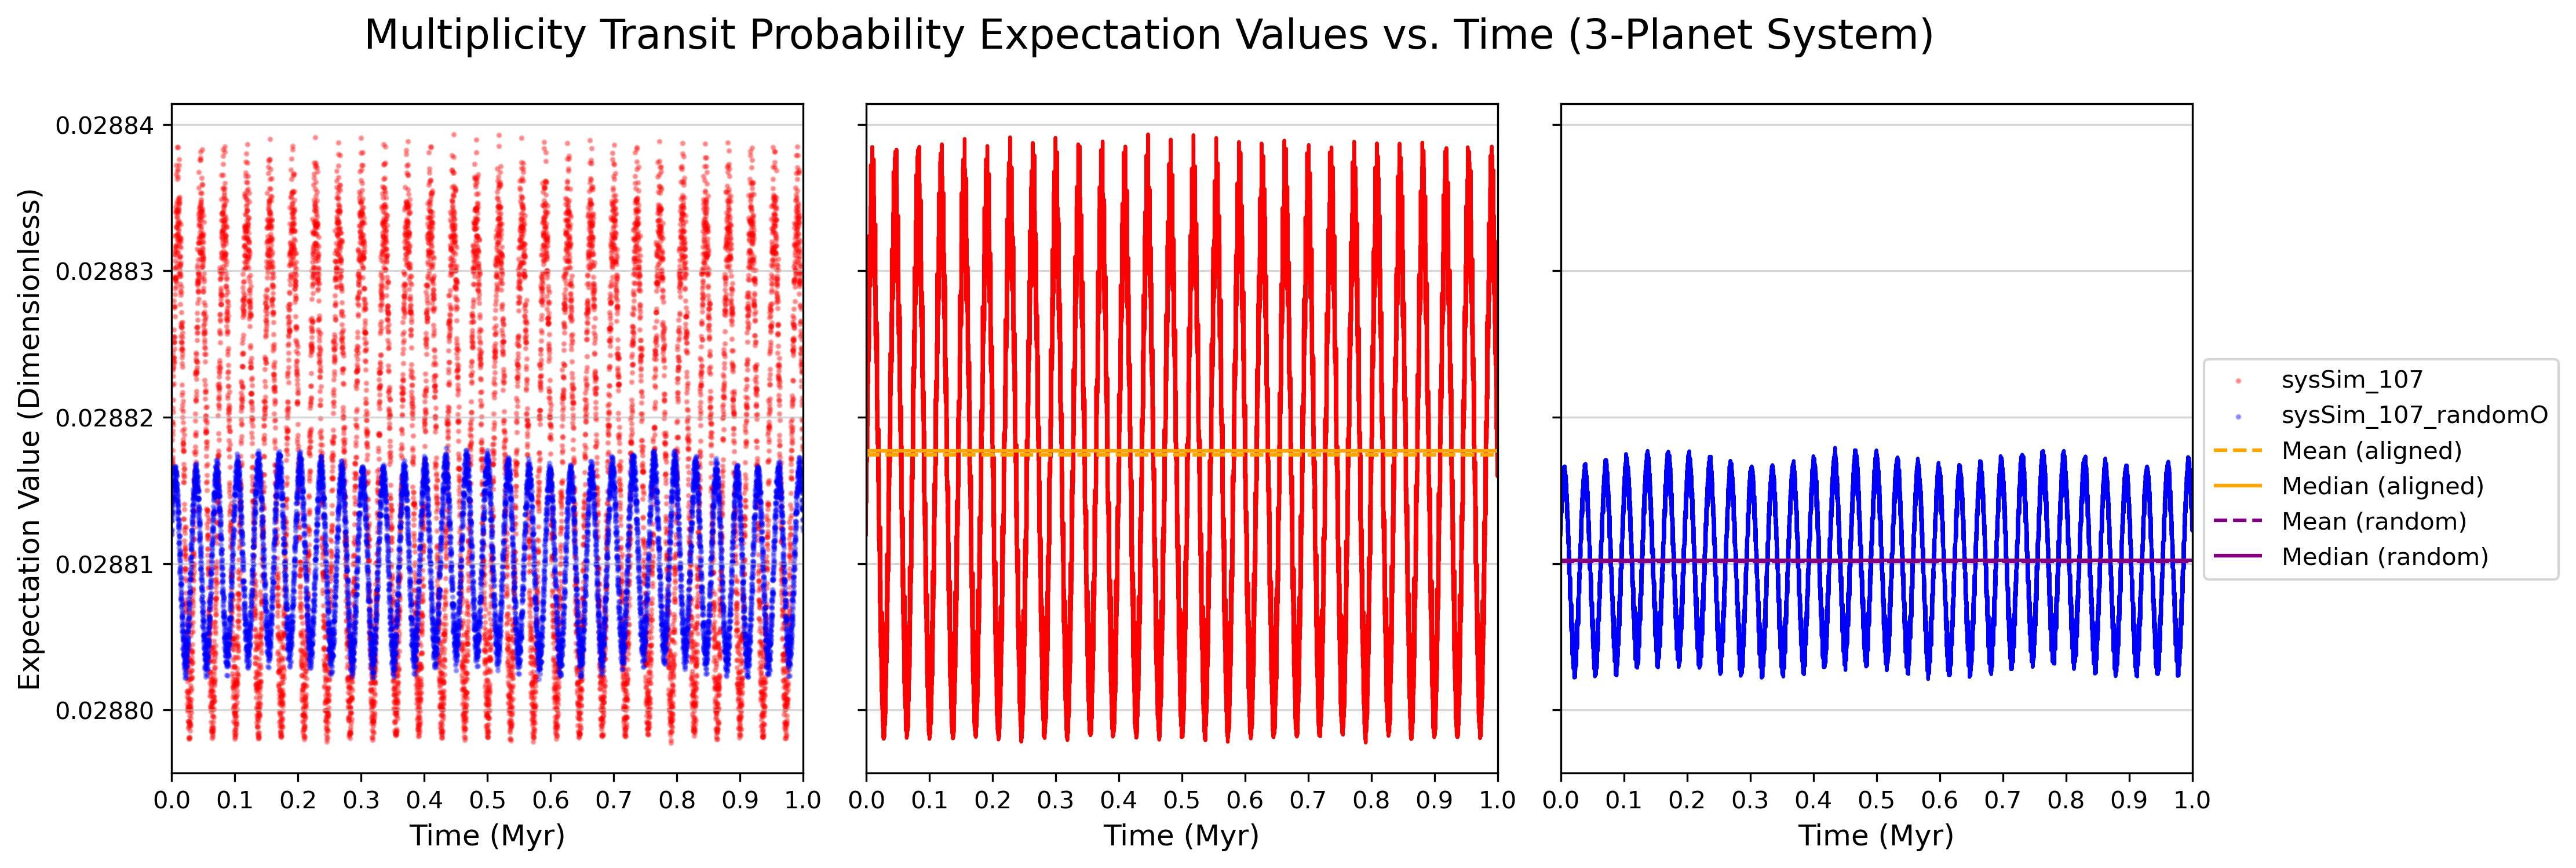 Multiplicity Transit Probability Expectation Values vs. Time (3-Planet System)
Expectation Value (Dimensionless)
0.02884
0.02883
0.02882
0.02881
0.02880
0.0 0.1 0.2 0.3 0.4 0.5 0.6 0.7 0.8 0.9 1.0
Time (Myr)
0.0 0.1 0.2 0.3 0.4 0.5 0.6 0.7 0.8 0.9 1.0
Time (Myr)
0.0 0.1 0.2 0.3 0.4 0.5 0.6 0.7 0.8 0.9 1.0
Time (Myr)
sysSim_107
sysSim_107_randomO
Mean (aligned)
Median (aligned)
Mean (random)
Median (random)